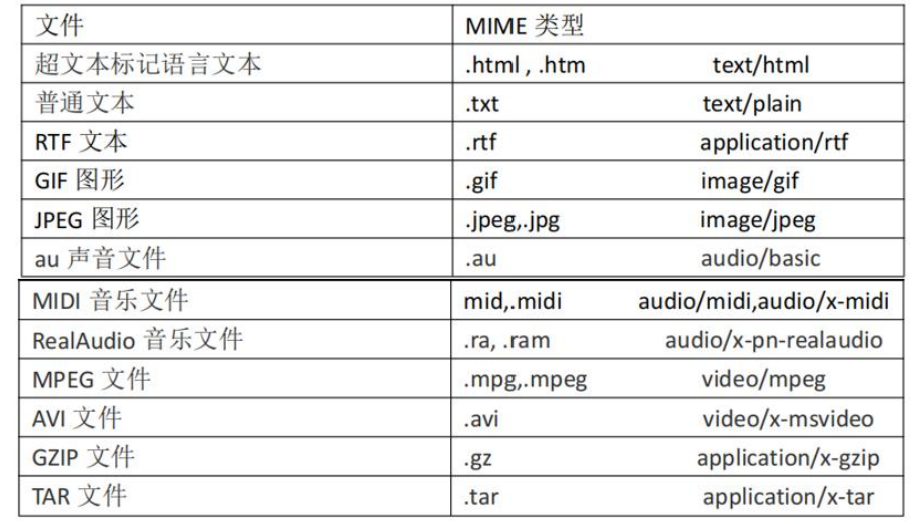 文件 MIME 类型
超文本标记语言文本 .html , .htm text/html
普通文本 .txt text/plain
RTF 文本 .rtf application/rtf
GIF 图形 .gif image/gif
JPEG 图形 .jpeg,.jpg image/jpeg
au 声音文件 .au audio/basic
MIDI 音乐文件 mid,.midi audio/midi,audio/x-midi
RealAudio 音乐文件 .ra, .ram audio/x-pn-realaudio
MPEG 文件 .mpg,.mpeg video/mpeg
AVI 文件 .avi video/x-msvideo
GZIP 文件 .gz application/x-gzip
TAR 文件 .tar application/x-tar